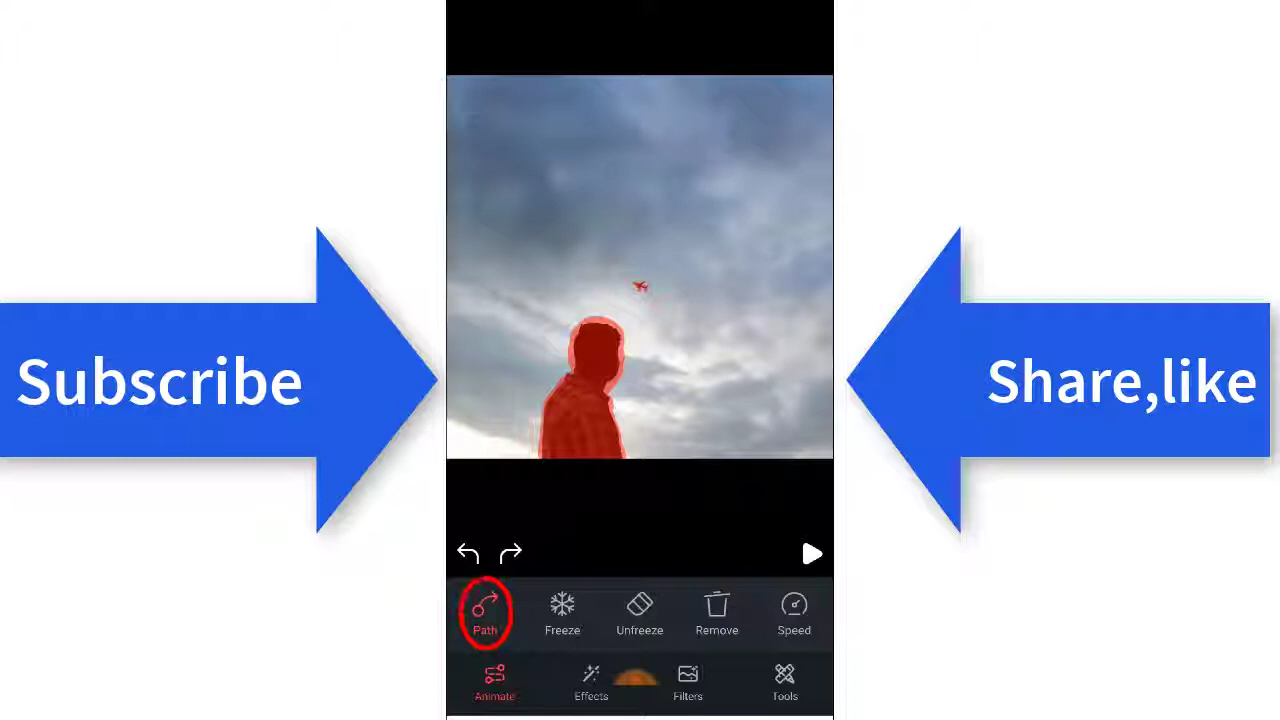 Subscribe
Share,like
Path
Freeze
Unfreeze
Remove
Speed
Animate
Effects
Filters
Tools